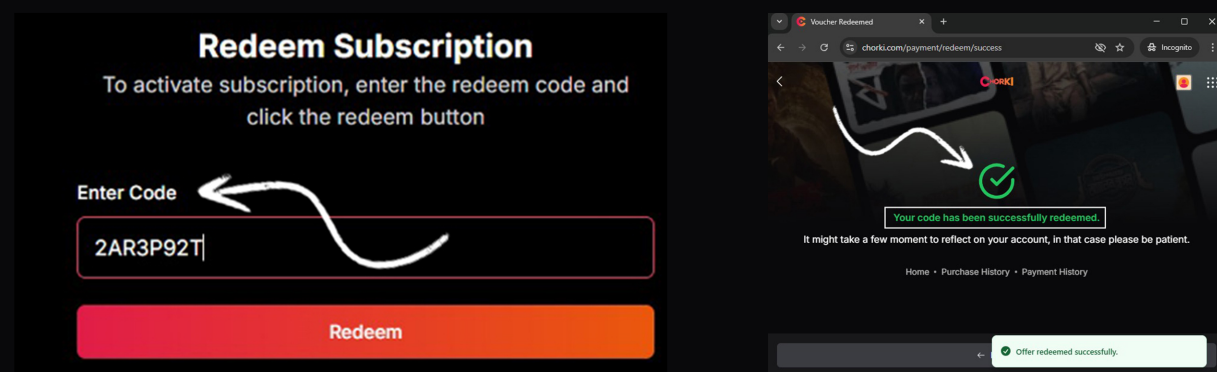 Redeem Subscription
To activate subscription, enter the redeem code and
click the redeem button
Enter Code
2AR3P92T
Redeem
Voucher Redeemed
chorki.com/payment/redeem/success
Incognito
CHORKI
Your code has been successfully redeemed.
It might take a few moment to reflect on your account, in that case please be patient.
Home • Purchase History • Payment History
Offer redeemed successfully.